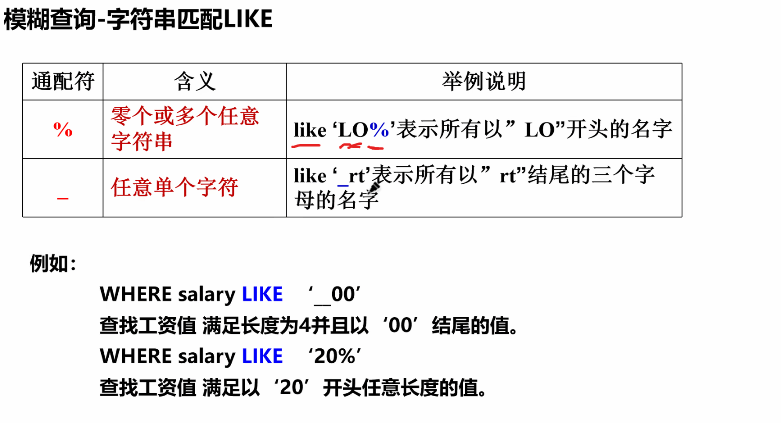 模糊查询-字符串匹配LIKE
通配符 含义 举例说明
% 零个或多个任意字符串 like ‘LO%’表示所有以”LO”开头的名字
_ 任意单个字符 like ‘_rt’表示所有以”rt”结尾的三个字母的名字
例如：
WHERE salary LIKE ‘__00’
查找工资值 满足长度为4并且以‘00’结尾的值。
WHERE salary LIKE ‘20%’
查找工资值 满足以‘20’开头任意长度的值。